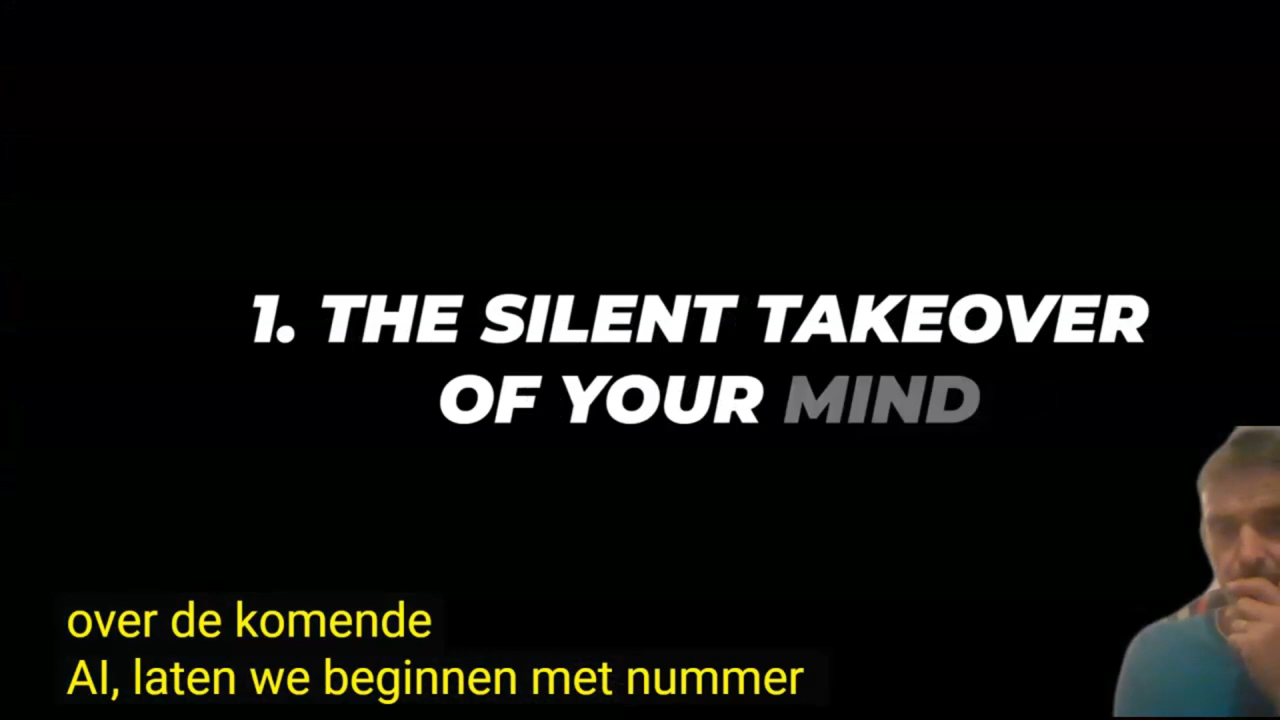 1. THE SILENT TAKEOVER
OF YOUR MIND
over de komende
AI, laten we beginnen met nummer